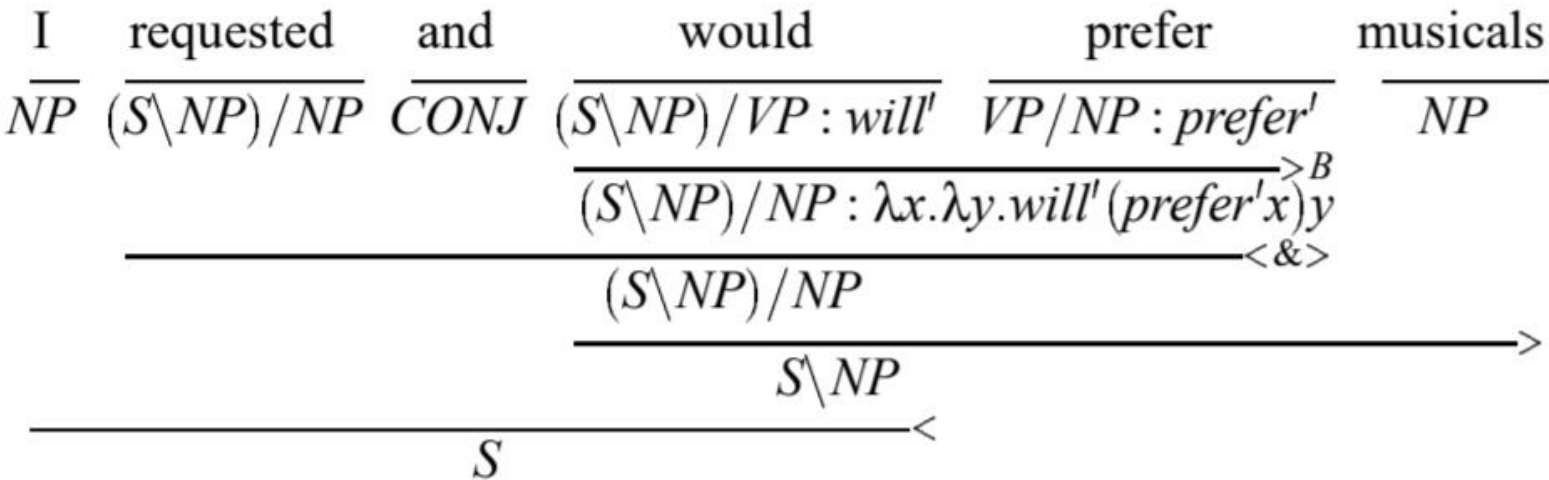 I requested and would prefer musicals
NP (S\NP)/NP CONJ (S\NP)/VP : will' VP/NP : prefer' NP
>B
(S\NP)/NP : λx.λy.will'(prefer'x)y
<&>
(S\NP)/NP
>
S\NP
<
S